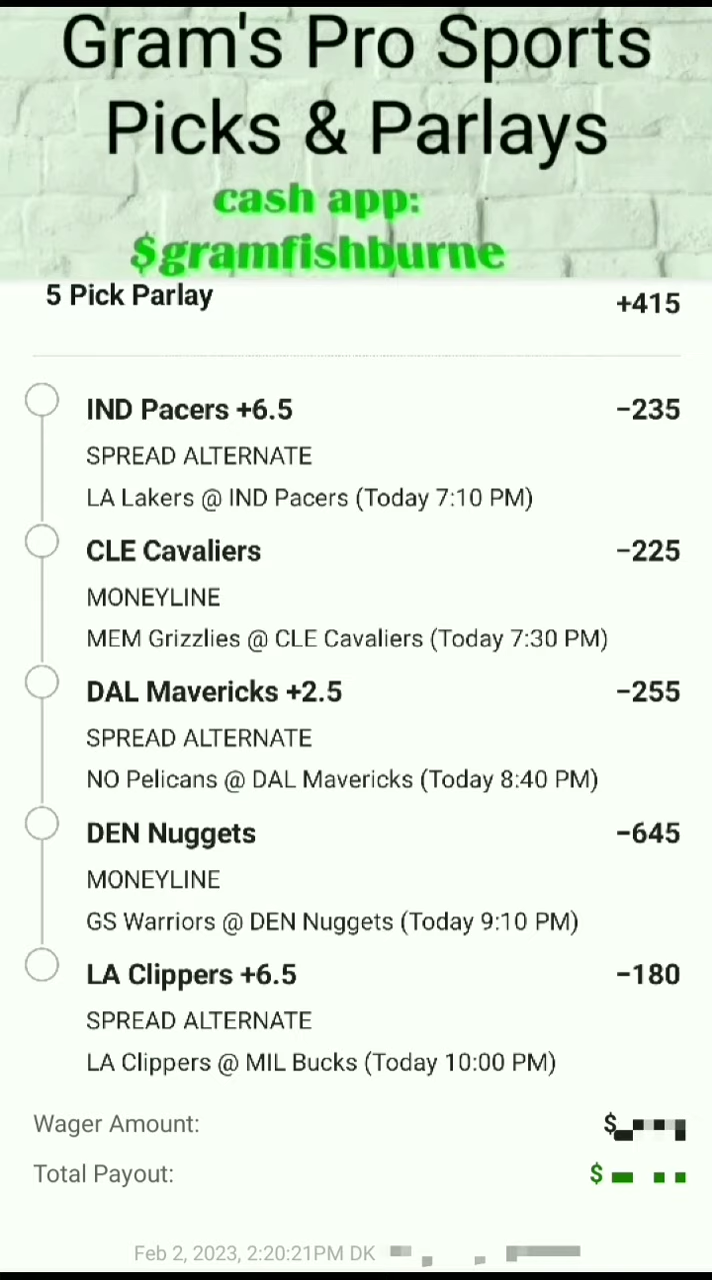 Gram's Pro Sports
Picks & Parlays
cash app:
$gramfishburne
5 Pick Parlay +415
IND Pacers +6.5 −235
SPREAD ALTERNATE
LA Lakers @ IND Pacers (Today 7:10 PM)
CLE Cavaliers −225
MONEYLINE
MEM Grizzlies @ CLE Cavaliers (Today 7:30 PM)
DAL Mavericks +2.5 −255
SPREAD ALTERNATE
NO Pelicans @ DAL Mavericks (Today 8:40 PM)
DEN Nuggets −645
MONEYLINE
GS Warriors @ DEN Nuggets (Today 9:10 PM)
LA Clippers +6.5 −180
SPREAD ALTERNATE
LA Clippers @ MIL Bucks (Today 10:00 PM)
Wager Amount: $
Total Payout: $
Feb 2, 2023, 2:20:21PM DK